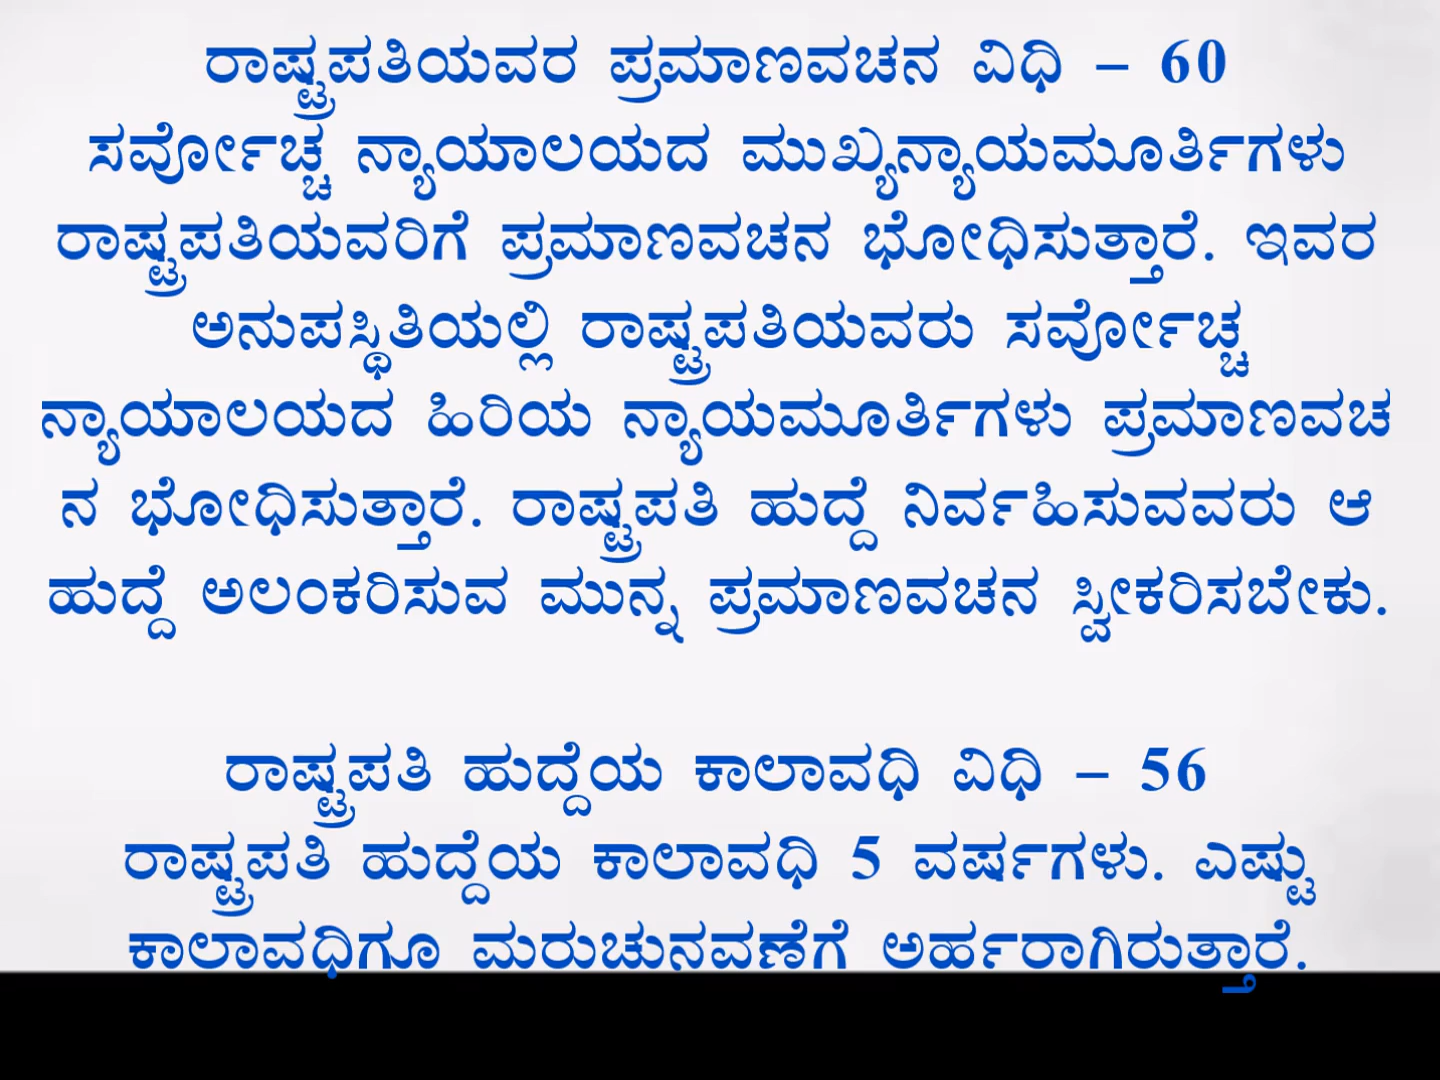 ರಾಷ್ಟ್ರಪತಿಯವರ ಪ್ರಮಾಣವಚನ ವಿಧಿ – 60
ಸರ್ವೋಚ್ಚ ನ್ಯಾಯಾಲಯದ ಮುಖ್ಯನ್ಯಾಯಮೂರ್ತಿಗಳು
ರಾಷ್ಟ್ರಪತಿಯವರಿಗೆ ಪ್ರಮಾಣವಚನ ಭೋಧಿಸುತ್ತಾರೆ. ಇವರ
ಅನುಪಸ್ಥಿತಿಯಲ್ಲಿ ರಾಷ್ಟ್ರಪತಿಯವರು ಸರ್ವೋಚ್ಚ
ನ್ಯಾಯಾಲಯದ ಹಿರಿಯ ನ್ಯಾಯಮೂರ್ತಿಗಳು ಪ್ರಮಾಣವಚ
ನ ಭೋಧಿಸುತ್ತಾರೆ. ರಾಷ್ಟ್ರಪತಿ ಹುದ್ದೆ ನಿರ್ವಹಿಸುವವರು ಆ
ಹುದ್ದೆ ಅಲಂಕರಿಸುವ ಮುನ್ನ ಪ್ರಮಾಣವಚನ ಸ್ವೀಕರಿಸಬೇಕು.
ರಾಷ್ಟ್ರಪತಿ ಹುದ್ದೆಯ ಕಾಲಾವಧಿ ವಿಧಿ – 56
ರಾಷ್ಟ್ರಪತಿ ಹುದ್ದೆಯ ಕಾಲಾವಧಿ 5 ವರ್ಷಗಳು. ಎಷ್ಟು
ಕಾಲಾವಧಿಗೂ ಮರುಚುನವಣೆಗೆ ಅರ್ಹರಾಗಿರುತ್ತಾರೆ.